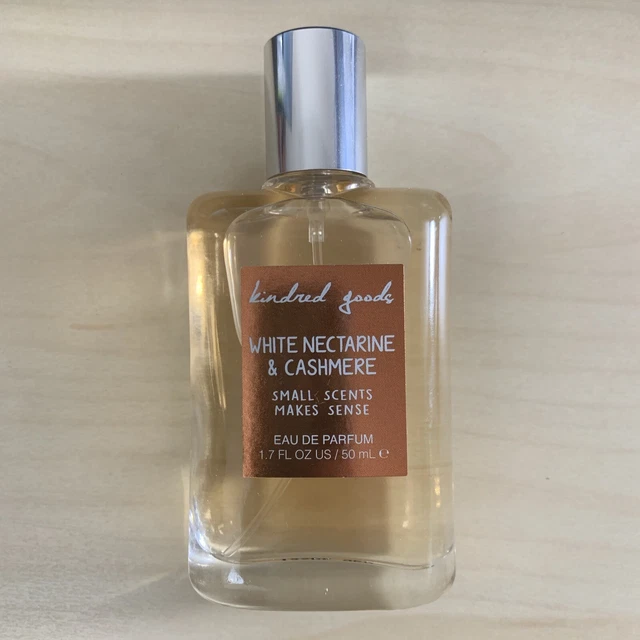 kindred goods
WHITE NECTARINE
& CASHMERE
SMALL SCENTS
MAKES SENSE
EAU DE PARFUM
1.7 FL OZ US / 50 mL ℮